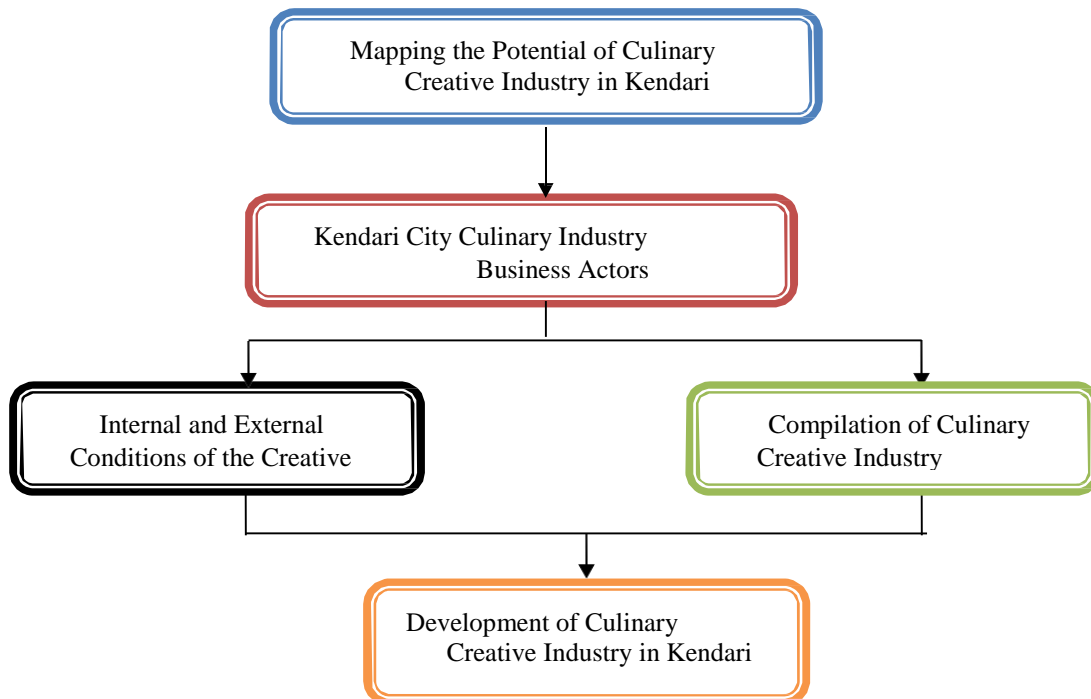 Mapping the Potential of Culinary
Creative Industry in Kendari
Kendari City Culinary Industry
Business Actors
Internal and External
Conditions of the Creative
Compilation of Culinary
Creative Industry
Development of Culinary
Creative Industry in Kendari